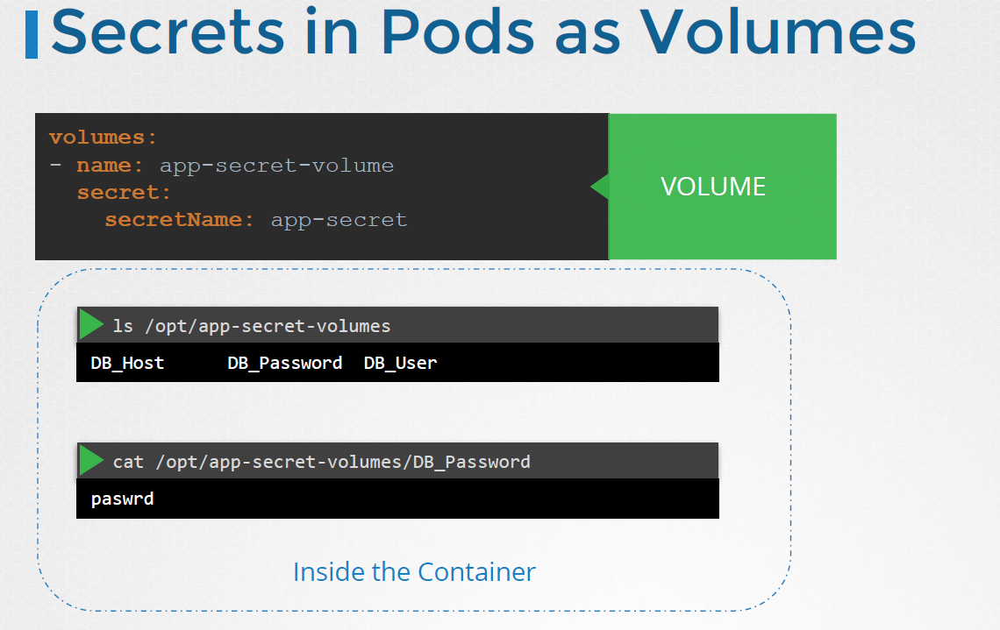 Secrets in Pods as Volumes
volumes:
- name: app-secret-volume
  secret:
    secretName: app-secret
VOLUME
ls /opt/app-secret-volumes
DB_Host      DB_Password  DB_User
cat /opt/app-secret-volumes/DB_Password
paswrd
Inside the Container